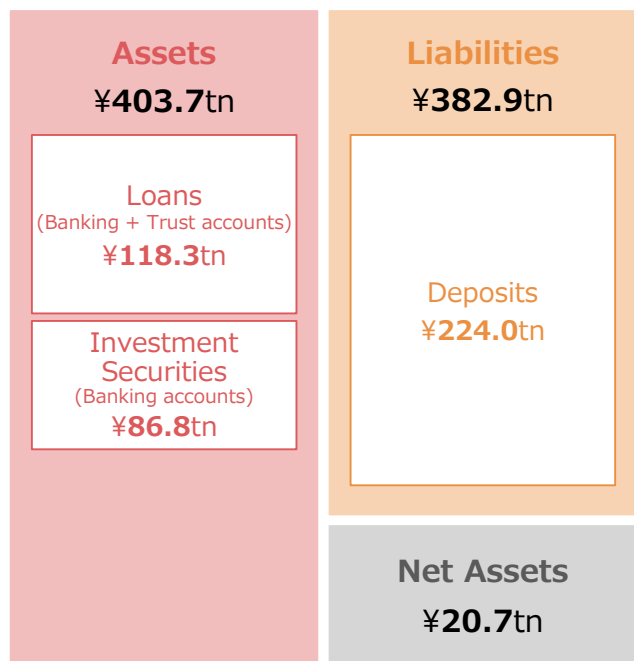 Assets
¥403.7tn
Loans
(Banking + Trust accounts)
¥118.3tn
Investment
Securities
(Banking accounts)
¥86.8tn
Liabilities
¥382.9tn
Deposits
¥224.0tn
Net Assets
¥20.7tn